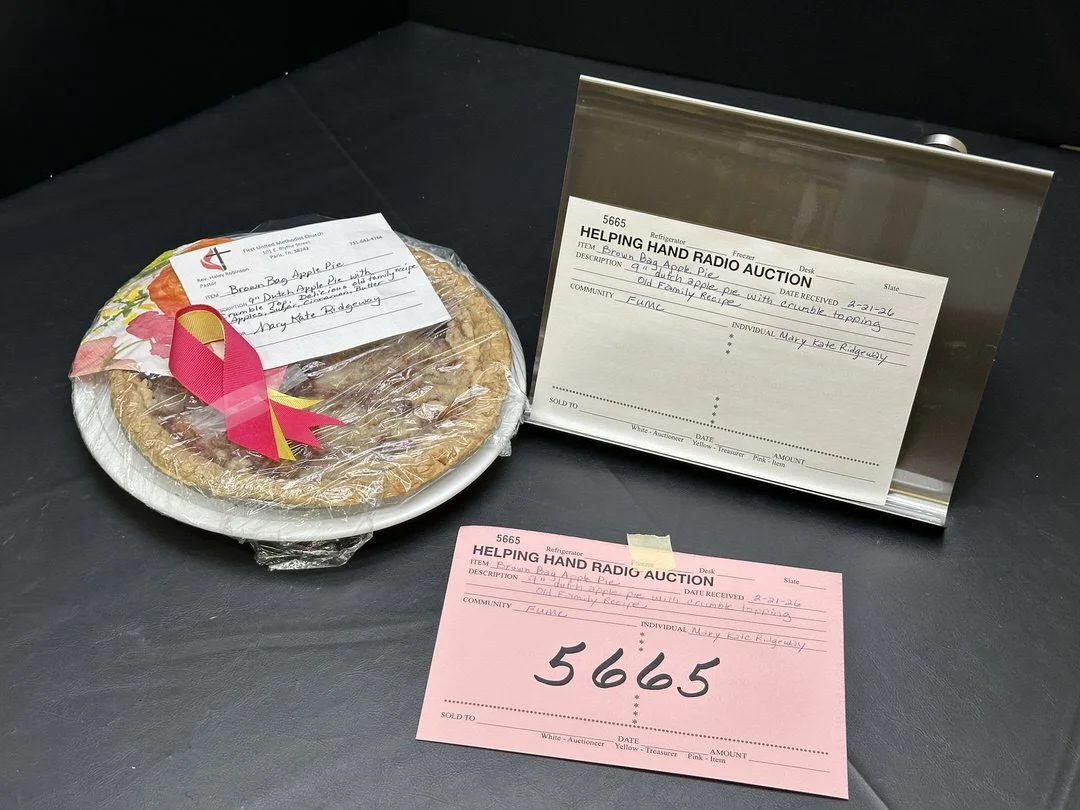 First United Methodist Church
101 E. Blythe Street
Paris, Tn. 38242
731-642-4764
Rev. Haley Robinson
Pastor
ITEM Brown Bag Apple Pie
9" Dutch Apple Pie with
Crumble Top. Delicious old family recipe
Apples, Sugar, Cinnamon, Butter
Mary Kate Ridgeway
5665
Refrigerator Freezer Desk Slate
HELPING HAND RADIO AUCTION
ITEM Brown Bag Apple Pie DATE RECEIVED 2-21-26
DESCRIPTION 9" dutch apple pie with crumble topping
Old Family Recipe
COMMUNITY FUMC
INDIVIDUAL Mary Kate Ridgeway
SOLD TO DATE AMOUNT
White - Auctioneer Yellow - Treasurer Pink - Item
5665
Refrigerator Freezer Desk Slate
HELPING HAND RADIO AUCTION
ITEM Brown Bag Apple Pie DATE RECEIVED 2-21-26
DESCRIPTION 9" dutch apple pie with crumble topping
Old Family Recipe
COMMUNITY FUMC
INDIVIDUAL Mary Kate Ridgeway
5665
SOLD TO DATE AMOUNT
White - Auctioneer Yellow - Treasurer Pink - Item